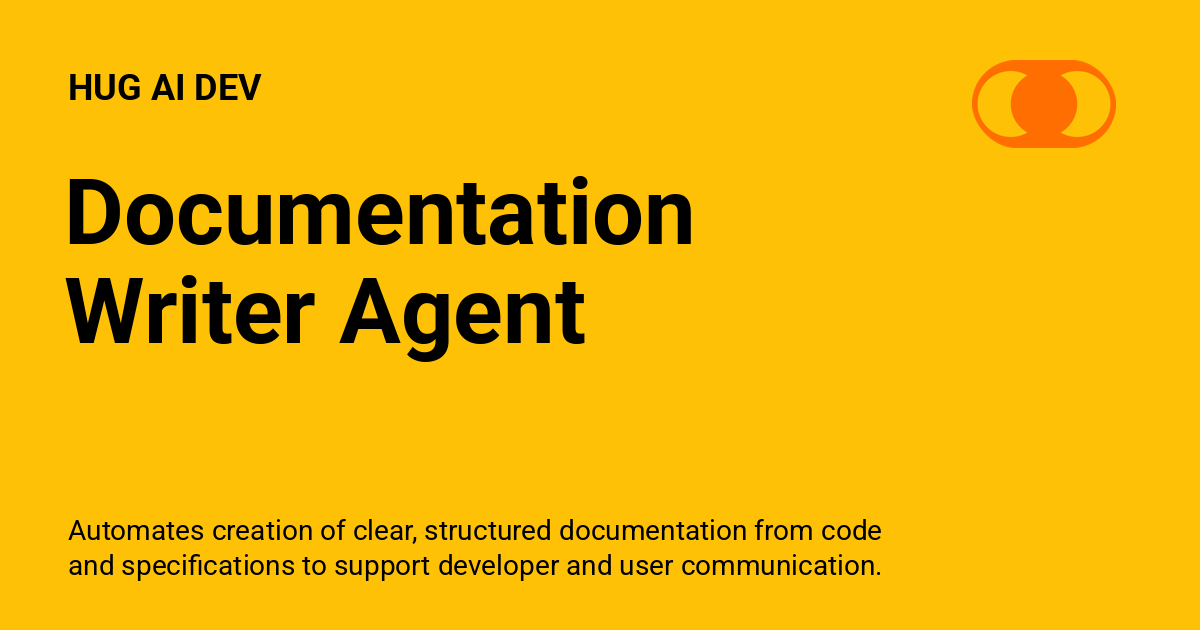 HUG AI DEV
Documentation
Writer Agent
Automates creation of clear, structured documentation from code
and specifications to support developer and user communication.